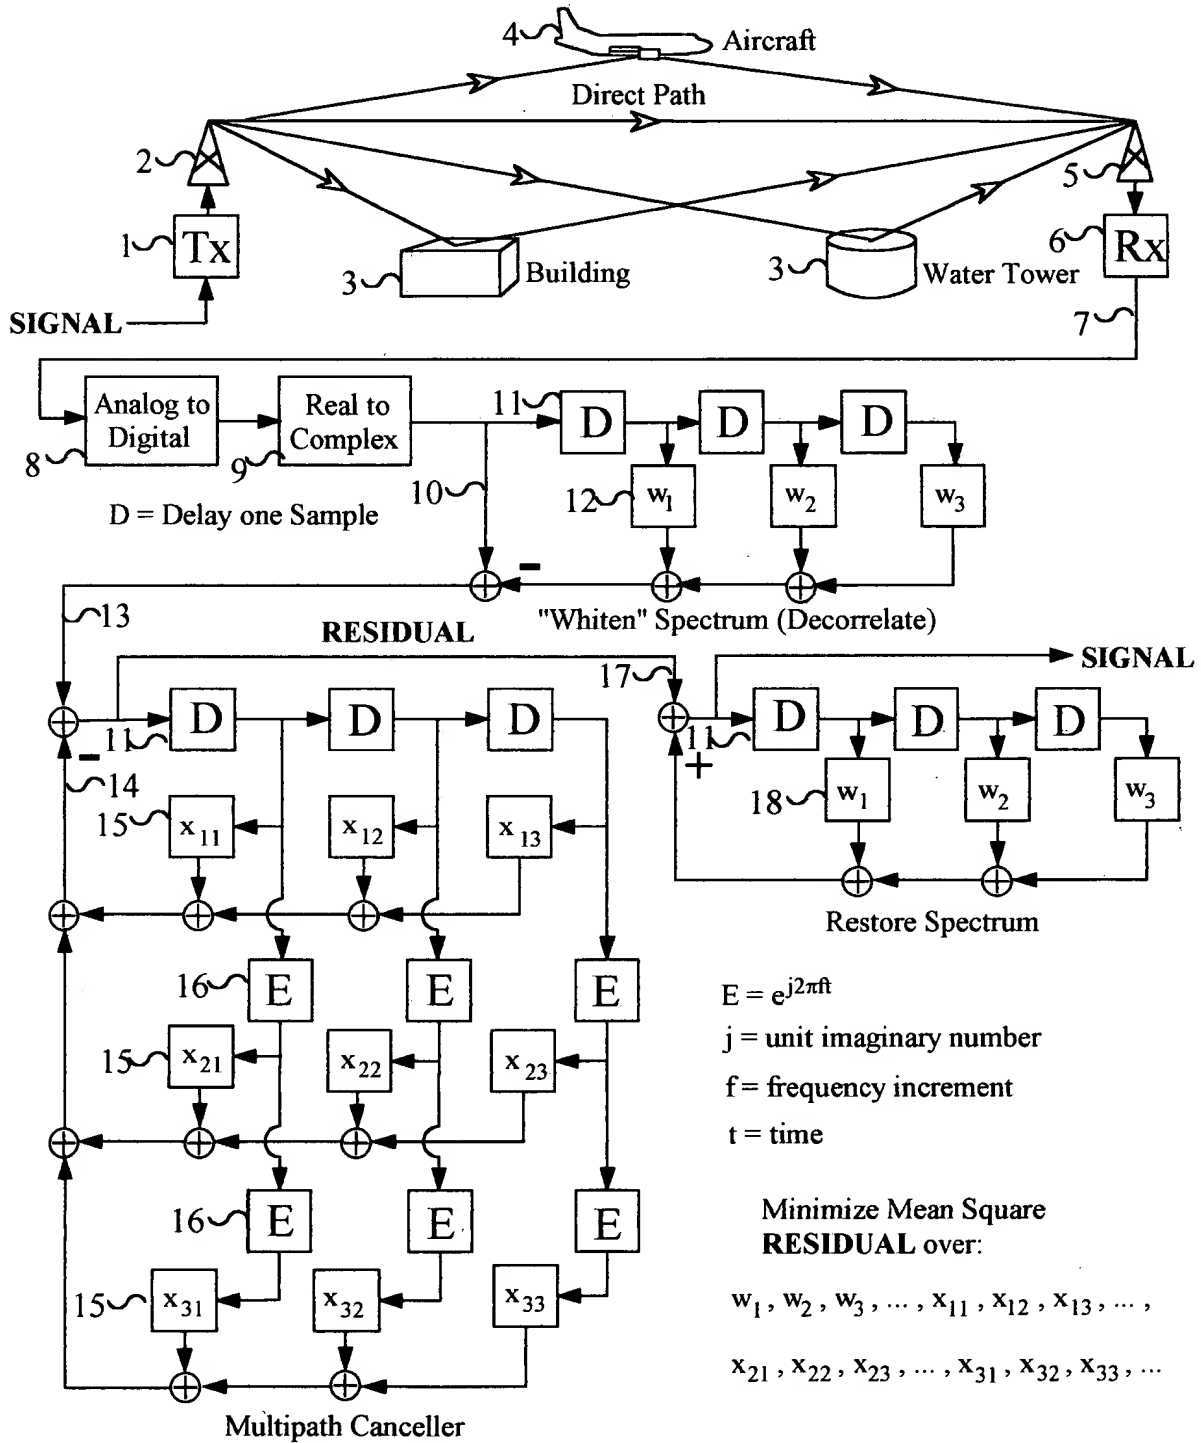 4
Aircraft
Direct Path
2
5
1
Tx
3
Building
3
Water Tower
6
Rx
SIGNAL
7
Analog to
Digital
8
Real to
Complex
9
11
D
D
D
10
12
w1
w2
w3
D = Delay one Sample
-
13
"Whiten" Spectrum (Decorrelate)
RESIDUAL
17
SIGNAL
D
D
D
11
-
14
D
D
D
11
+
15
x11
x12
x13
18
w1
w2
w3
Restore Spectrum
16
E
E
E
E = e^j2πft
j = unit imaginary number
f = frequency increment
t = time
15
x21
x22
x23
16
E
E
E
Minimize Mean Square
RESIDUAL over:
15
x31
x32
x33
w1 , w2 , w3 , ... , x11 , x12 , x13 , ... ,
x21 , x22 , x23 , ... , x31 , x32 , x33 , ...
Multipath Canceller